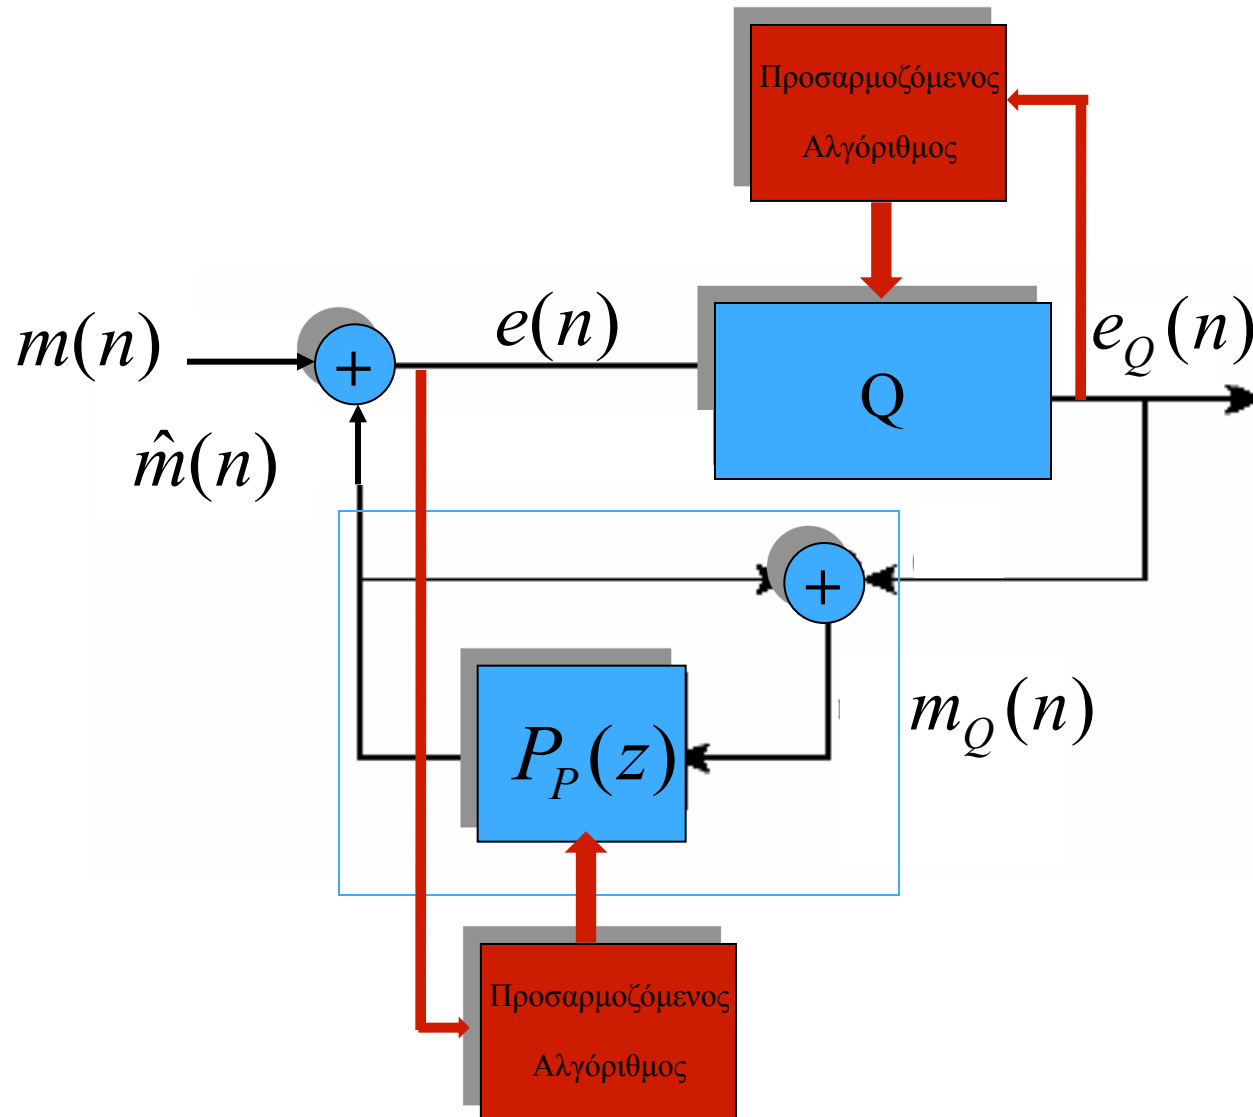 Προσαρμοζόμενος
Αλγόριθμος
m(n)
+
e(n)
Q
e_Q(n)
m̂(n)
+
P_P(z)
m_Q(n)
Προσαρμοζόμενος
Αλγόριθμος